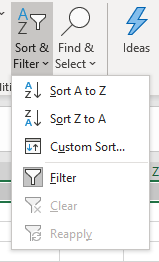 Sort & Find &
Filter Select
Ideas
Sort A to Z
Sort Z to A
Custom Sort...
Filter
Clear
Reapply